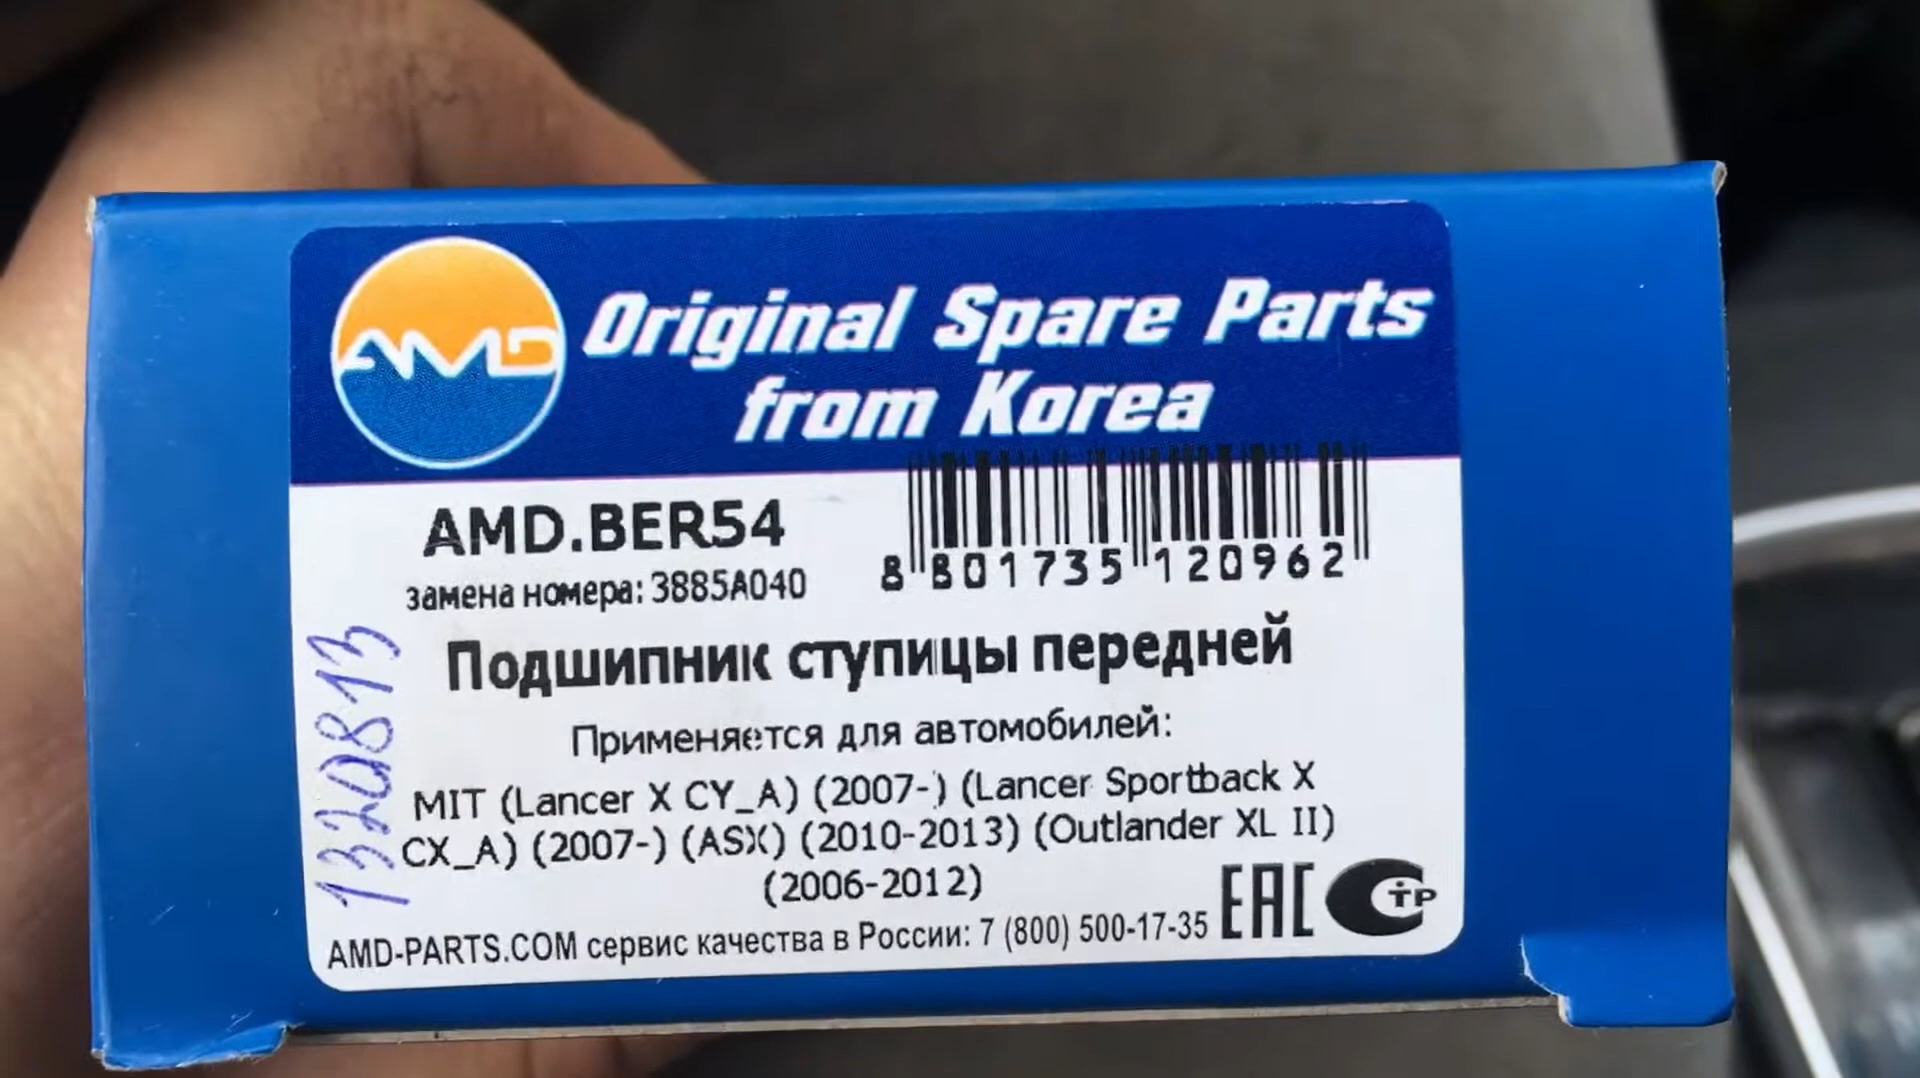 AMD
Original Spare Parts
from Korea
AMD.BER54
замена номера: 3885A040
8 801735 120962
Подшипник ступицы передней
Применяется для автомобилей:
MIT (Lancer X CY_A) (2007-) (Lancer Sportback X
CX_A) (2007-) (ASX) (2010-2013) (Outlander XL II)
(2006-2012)
AMD-PARTS.COM сервис качества в России: 7 (800) 500-17-35
EAC
СТР
1320813